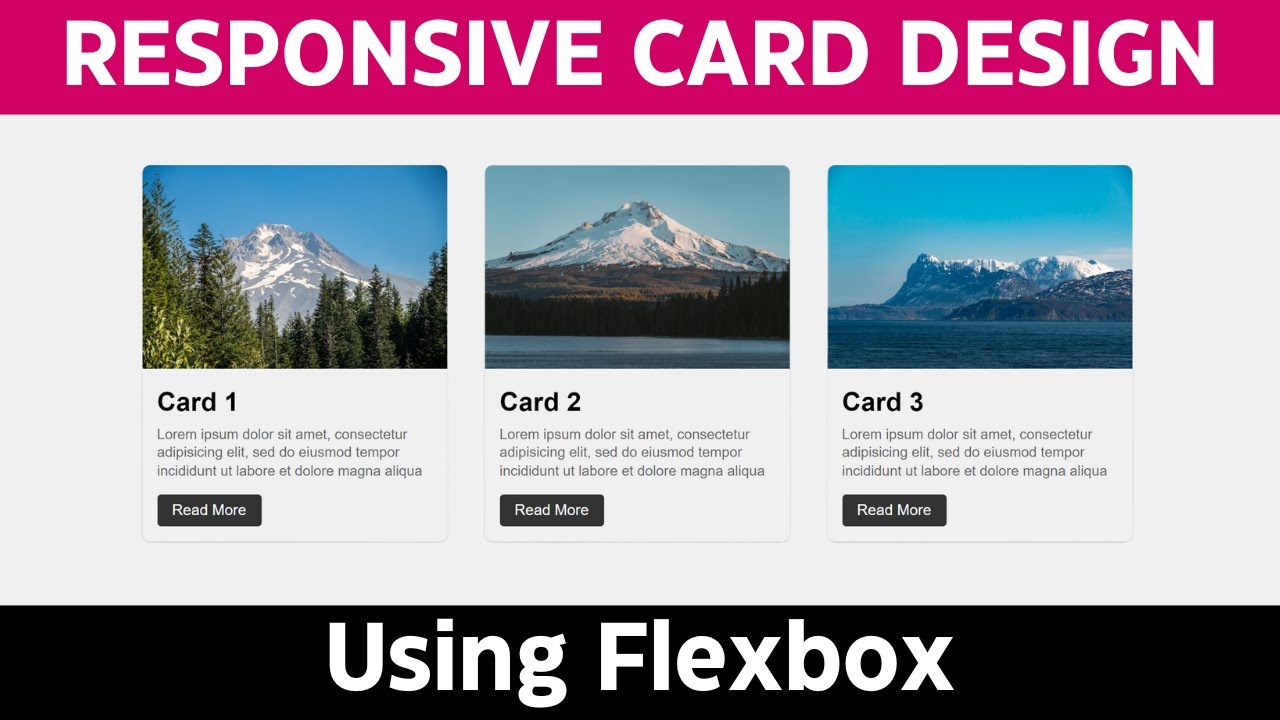 RESPONSIVE CARD DESIGN
Card 1
Lorem ipsum dolor sit amet, consectetur
adipisicing elit, sed do eiusmod tempor
incididunt ut labore et dolore magna aliqua
Read More
Card 2
Lorem ipsum dolor sit amet, consectetur
adipisicing elit, sed do eiusmod tempor
incididunt ut labore et dolore magna aliqua
Read More
Card 3
Lorem ipsum dolor sit amet, consectetur
adipisicing elit, sed do eiusmod tempor
incididunt ut labore et dolore magna aliqua
Read More
Using Flexbox